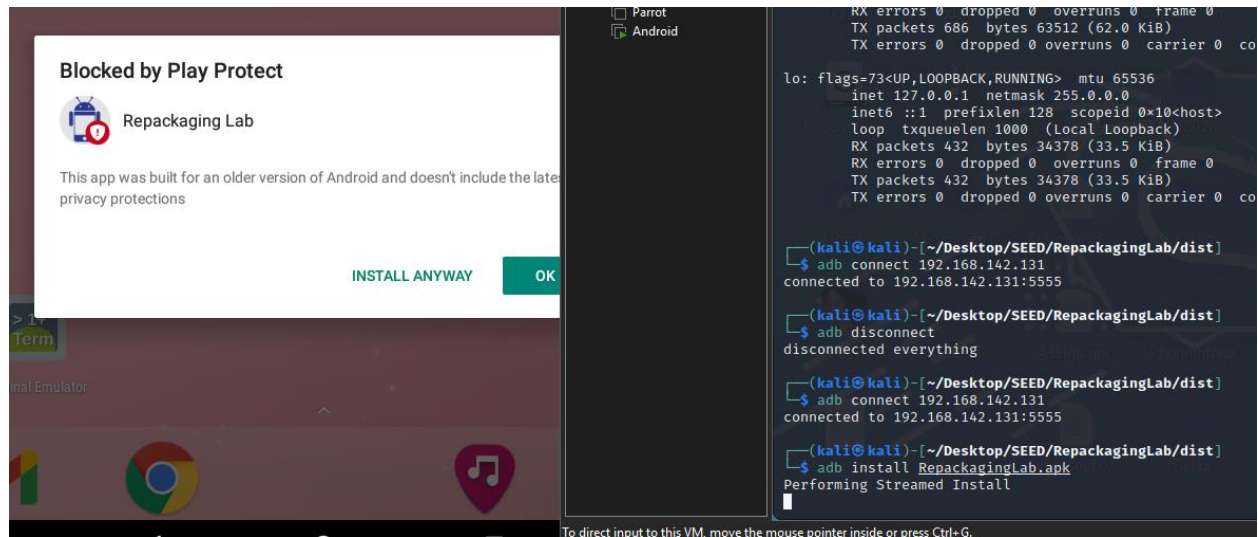 Blocked by Play Protect
Repackaging Lab
This app was built for an older version of Android and doesn't include the
privacy protections
INSTALL ANYWAY
OK
> 1+
Term
Emulator
Parrot
Android
RX errors 0 dropped 0 overruns 0 frame 0
TX packets 686 bytes 63512 (62.0 KiB)
TX errors 0 dropped 0 overruns 0 carrier 0 co
lo: flags=73<UP,LOOPBACK,RUNNING> mtu 65536
inet 127.0.0.1 netmask 255.0.0.0
inet6 ::1 prefixlen 128 scopeid 0×10<host>
loop txqueuelen 1000 (Local Loopback)
RX packets 432 bytes 34378 (33.5 KiB)
RX errors 0 dropped 0 overruns 0 frame 0
TX packets 432 bytes 34378 (33.5 KiB)
TX errors 0 dropped 0 overruns 0 carrier 0 co
┌──(kali㉿kali)-[~/Desktop/SEED/RepackagingLab/dist]
└─$ adb connect 192.168.142.131
connected to 192.168.142.131:5555
┌──(kali㉿kali)-[~/Desktop/SEED/RepackagingLab/dist]
└─$ adb disconnect
disconnected everything
┌──(kali㉿kali)-[~/Desktop/SEED/RepackagingLab/dist]
└─$ adb connect 192.168.142.131
connected to 192.168.142.131:5555
┌──(kali㉿kali)-[~/Desktop/SEED/RepackagingLab/dist]
└─$ adb install RepackagingLab.apk
Performing Streamed Install
To direct input to this VM, move the mouse pointer inside or press Ctrl+G.